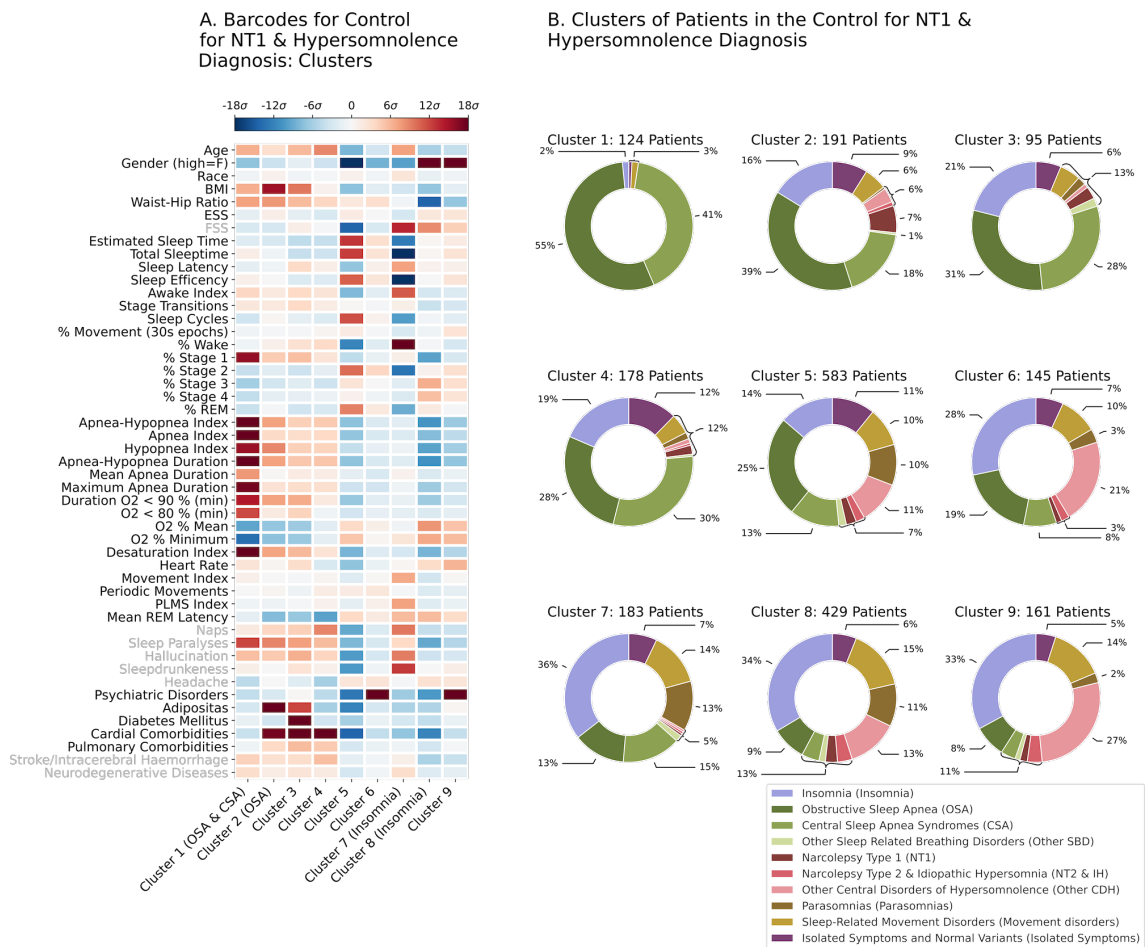 A. Barcodes for Control
for NT1 & Hypersomnolence
Diagnosis: Clusters
-18σ -12σ -6σ 0 6σ 12σ 18σ
Age
Gender (high=F)
Race
BMI
Waist-Hip Ratio
ESS
FSS
Estimated Sleep Time
Total Sleeptime
Sleep Latency
Sleep Efficency
Awake Index
Stage Transitions
Sleep Cycles
% Movement (30s epochs)
% Wake
% Stage 1
% Stage 2
% Stage 3
% Stage 4
% REM
Apnea-Hypopnea Index
Apnea Index
Hypopnea Index
Apnea-Hypopnea Duration
Mean Apnea Duration
Maximum Apnea Duration
Duration O2 < 90 % (min)
O2 < 80 % (min)
O2 % Mean
O2 % Minimum
Desaturation Index
Heart Rate
Movement Index
Periodic Movements
PLMS Index
Mean REM Latency
Naps
Sleep Paralyses
Hallucination
Sleepdrunkeness
Headache
Psychiatric Disorders
Adipositas
Diabetes Mellitus
Cardial Comorbidities
Pulmonary Comorbidities
Stroke/Intracerebral Haemorrhage
Neurodegenerative Diseases
Cluster 1 (OSA & CSA)
Cluster 2 (OSA)
Cluster 3
Cluster 4
Cluster 5
Cluster 6
Cluster 7 (Insomnia)
Cluster 8 (Insomnia)
Cluster 9
B. Clusters of Patients in the Control for NT1 &
Hypersomnolence Diagnosis
Cluster 1: 124 Patients
2%
3%
41%
55%
Cluster 2: 191 Patients
16%
9%
6%
6%
7%
1%
18%
39%
Cluster 3: 95 Patients
21%
6%
13%
28%
31%
Cluster 4: 178 Patients
19%
12%
12%
30%
28%
Cluster 5: 583 Patients
14%
11%
10%
10%
11%
7%
13%
25%
Cluster 6: 145 Patients
28%
7%
10%
3%
21%
3%
8%
19%
Cluster 7: 183 Patients
36%
7%
14%
13%
5%
15%
13%
Cluster 8: 429 Patients
34%
6%
15%
11%
13%
13%
9%
Cluster 9: 161 Patients
33%
5%
14%
2%
27%
11%
8%
Insomnia (Insomnia)
Obstructive Sleep Apnea (OSA)
Central Sleep Apnea Syndromes (CSA)
Other Sleep Related Breathing Disorders (Other SBD)
Narcolepsy Type 1 (NT1)
Narcolepsy Type 2 & Idiopathic Hypersomnia (NT2 & IH)
Other Central Disorders of Hypersomnolence (Other CDH)
Parasomnias (Parasomnias)
Sleep-Related Movement Disorders (Movement disorders)
Isolated Symptoms and Normal Variants (Isolated Symptoms)